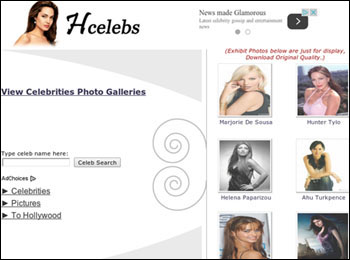 Hcelebs
News made Glamorous
Latest celebrity gossip and entertainment
news
View Celebrities Photo Galleries
Type celeb name here:
Celeb Search
AdChoices
► Celebrities
► Pictures
► To Hollywood
(Exhibit Photos below are just for display,
Download Original Quality.)
Marjorie De Sousa
Hunter Tylo
Helena Paparizou
Ahu Turkpence